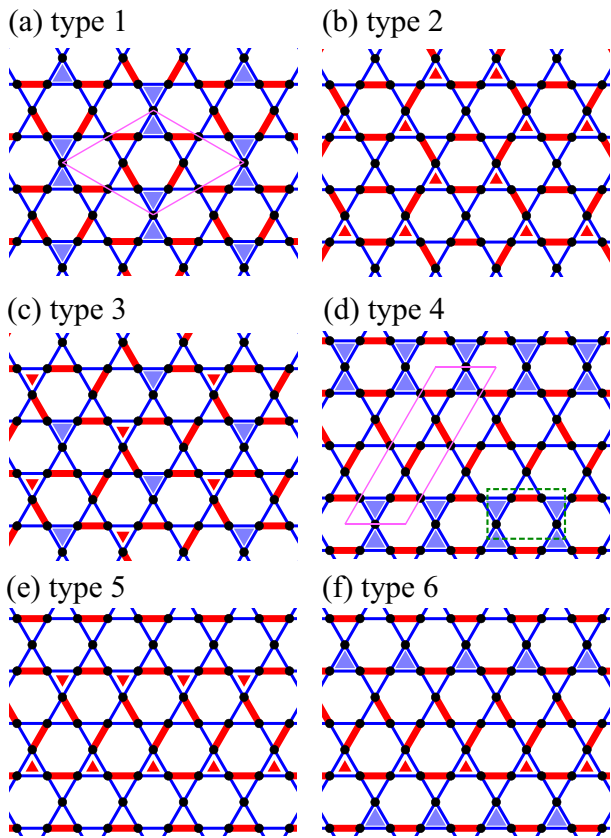 (a) type 1
(b) type 2
(c) type 3
(d) type 4
(e) type 5
(f) type 6